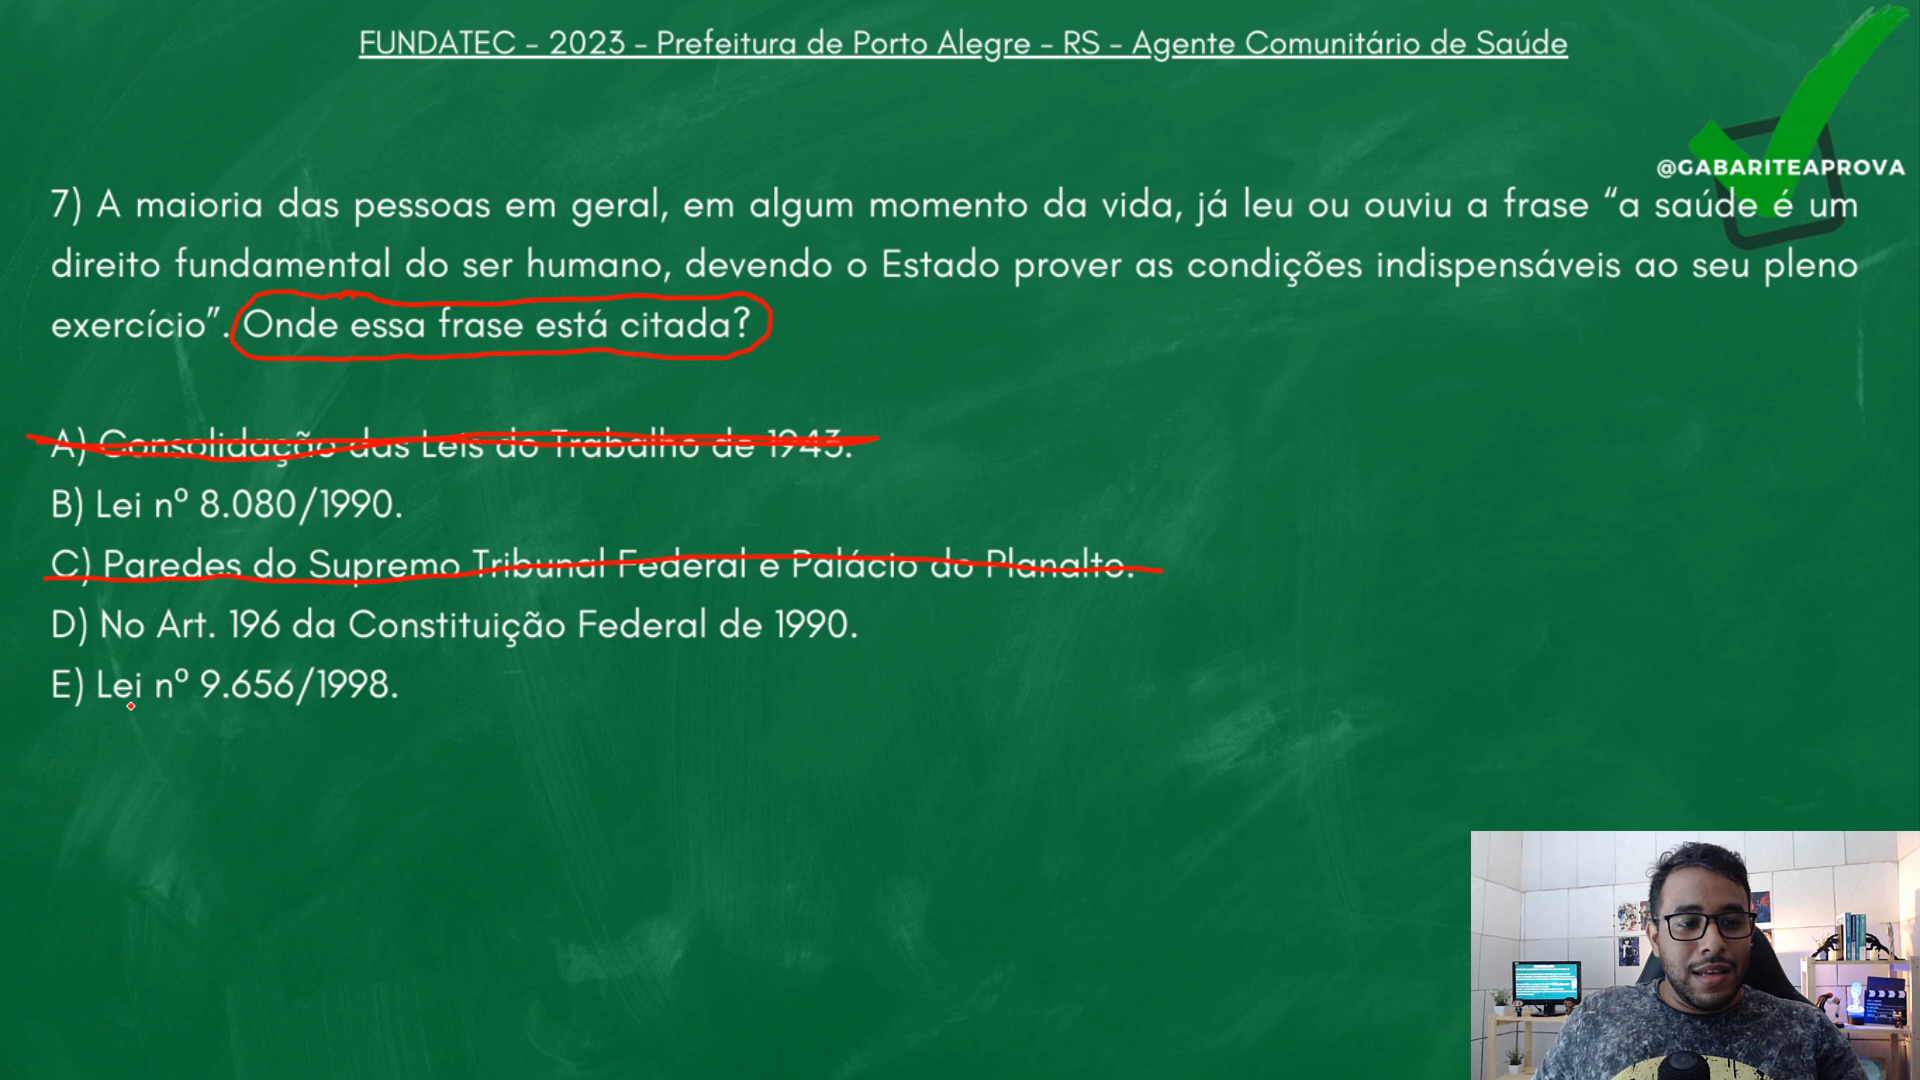 FUNDATEC - 2023 - Prefeitura de Porto Alegre - RS - Agente Comunitário de Saúde
@GABARITEAPROVA
7) A maioria das pessoas em geral, em algum momento da vida, já leu ou ouviu a frase “a saúde é um
direito fundamental do ser humano, devendo o Estado prover as condições indispensáveis ao seu pleno
exercício”. Onde essa frase está citada?
A) Consolidação das Leis do Trabalho de 1943.
B) Lei nº 8.080/1990.
C) Paredes do Supremo Tribunal Federal e Palácio do Planalto.
D) No Art. 196 da Constituição Federal de 1990.
E) Lei nº 9.656/1998.